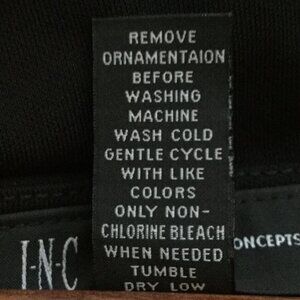 REMOVE
ORNAMENTAION
BEFORE
WASHING
MACHINE
WASH COLD
GENTLE CYCLE
WITH LIKE
COLORS
ONLY NON-
CHLORINE BLEACH
WHEN NEEDED
TUMBLE
DRY LOW
I·N·C
ONCEPTS